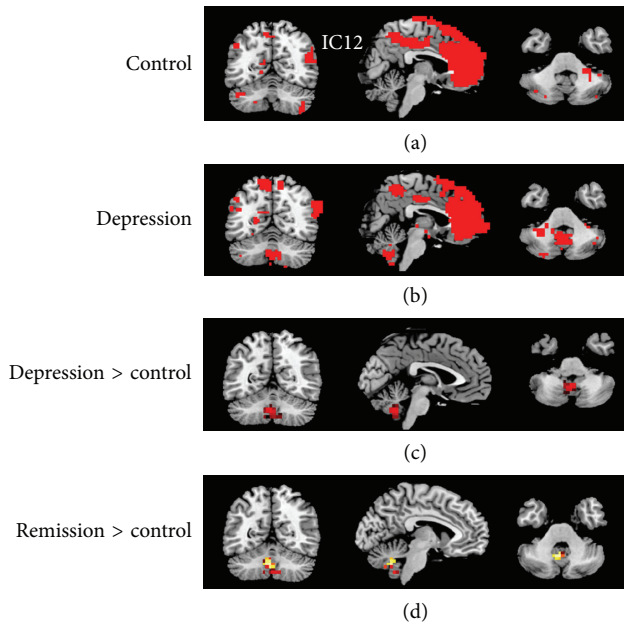 Control
IC12
(a)
Depression
(b)
Depression > control
(c)
Remission > control
(d)